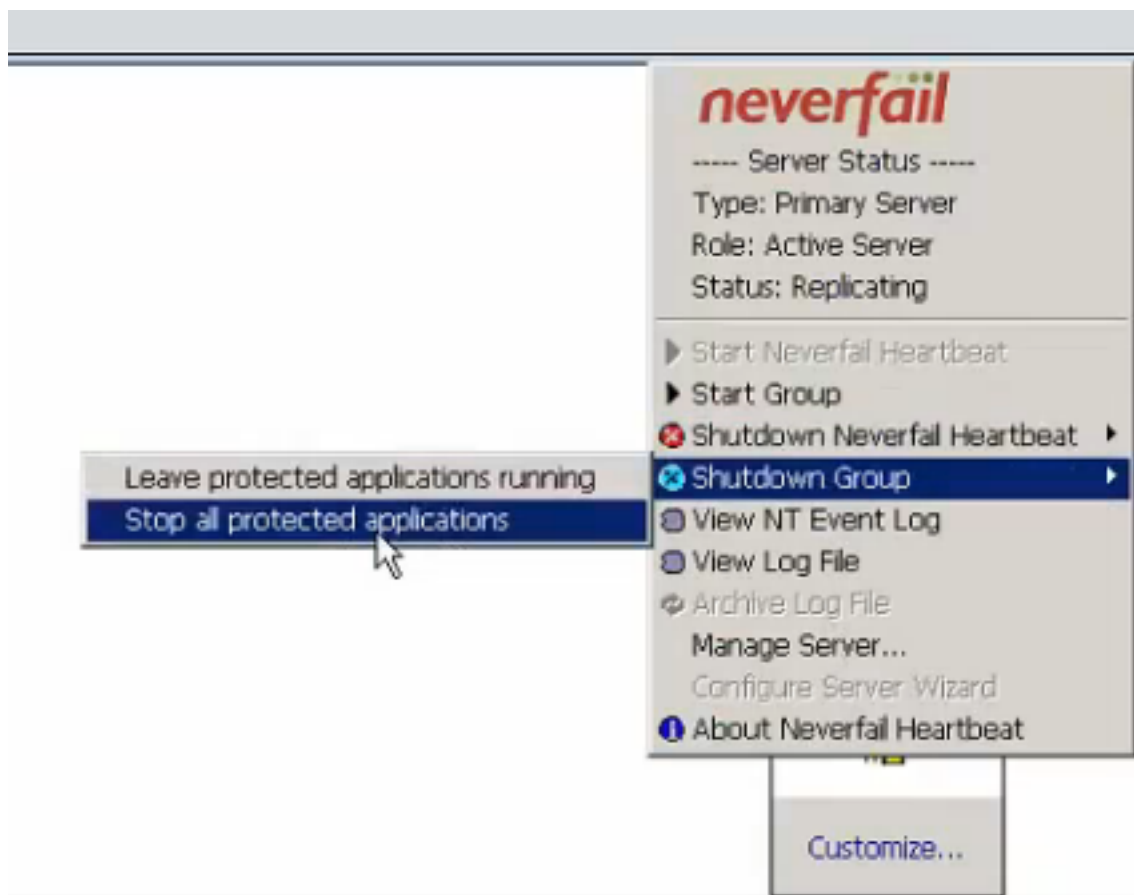 neverfail
----- Server Status -----
Type: Primary Server
Role: Active Server
Status: Replicating
Start Neverfail Heartbeat
Start Group
Shutdown Neverfail Heartbeat
Shutdown Group
Leave protected applications running
Stop all protected applications
View NT Event Log
View Log File
Archive Log File
Manage Server...
Configure Server Wizard
About Neverfail Heartbeat
Customize...